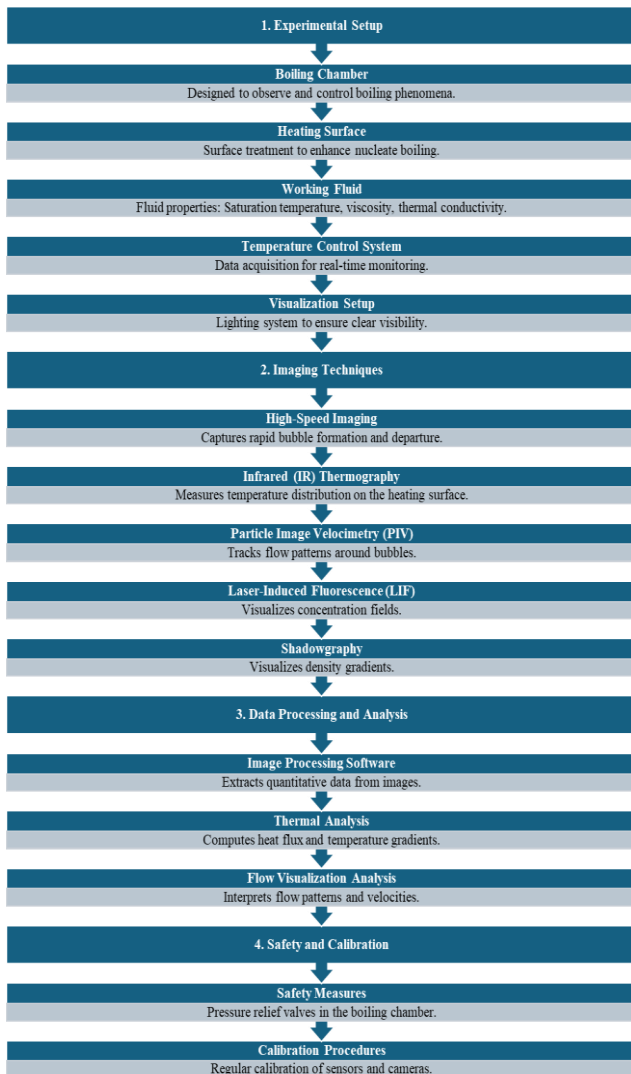 1. Experimental Setup
Boiling Chamber
Designed to observe and control boiling phenomena.
Heating Surface
Surface treatment to enhance nucleate boiling.
Working Fluid
Fluid properties: Saturation temperature, viscosity, thermal conductivity.
Temperature Control System
Data acquisition for real-time monitoring.
Visualization Setup
Lighting system to ensure clear visibility.
2. Imaging Techniques
High-Speed Imaging
Captures rapid bubble formation and departure.
Infrared (IR) Thermography
Measures temperature distribution on the heating surface.
Particle Image Velocimetry (PIV)
Tracks flow patterns around bubbles.
Laser-Induced Fluorescence (LIF)
Visualizes concentration fields.
Shadowgraphy
Visualizes density gradients.
3. Data Processing and Analysis
Image Processing Software
Extracts quantitative data from images.
Thermal Analysis
Computes heat flux and temperature gradients.
Flow Visualization Analysis
Interprets flow patterns and velocities.
4. Safety and Calibration
Safety Measures
Pressure relief valves in the boiling chamber.
Calibration Procedures
Regular calibration of sensors and cameras.